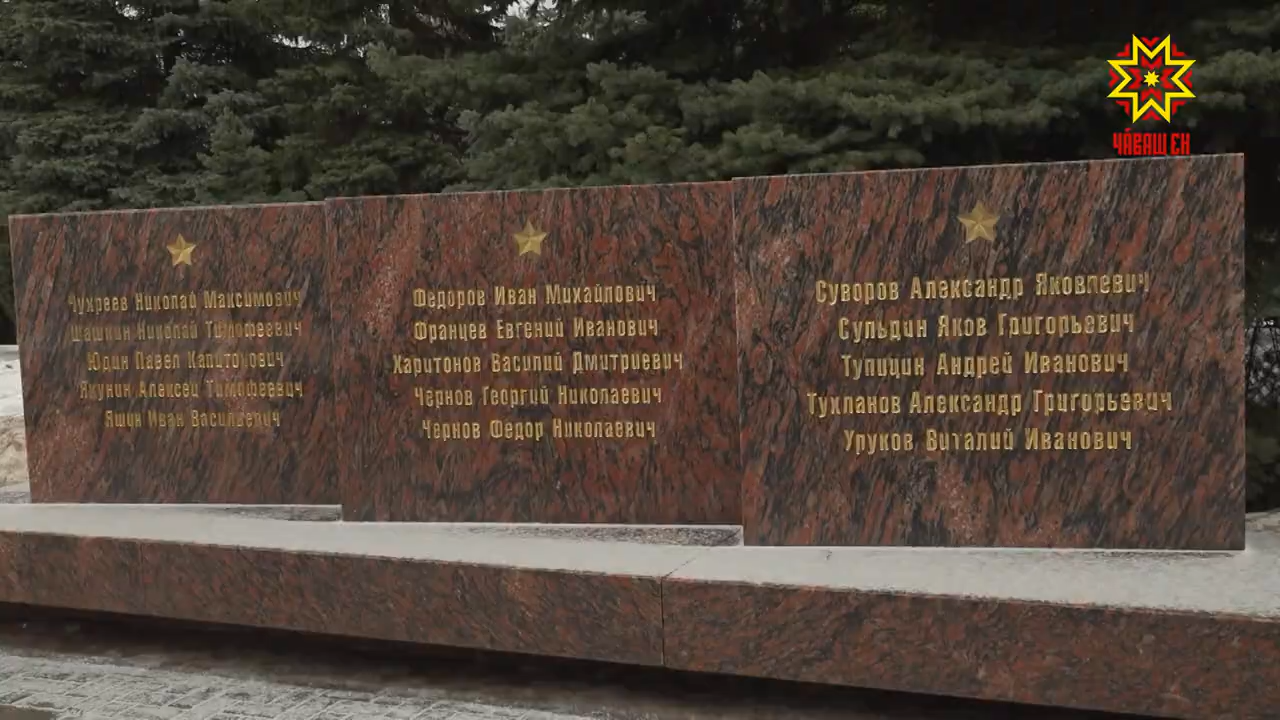 ЧӐВАШ ЕН
Чухреев Николай Максимович
Шашкин Николай Тимофеевич
Юдин Павел Капитонович
Якунин Алексей Тимофеевич
Яшин Иван Васильевич
Федоров Иван Михайлович
Францев Евгений Иванович
Харитонов Василий Дмитриевич
Чернов Георгий Николаевич
Чернов Федор Николаевич
Суворов Александр Яковлевич
Сульдин Яков Григорьевич
Тупицин Андрей Иванович
Тухланов Александр Григорьевич
Уруков Виталий Иванович